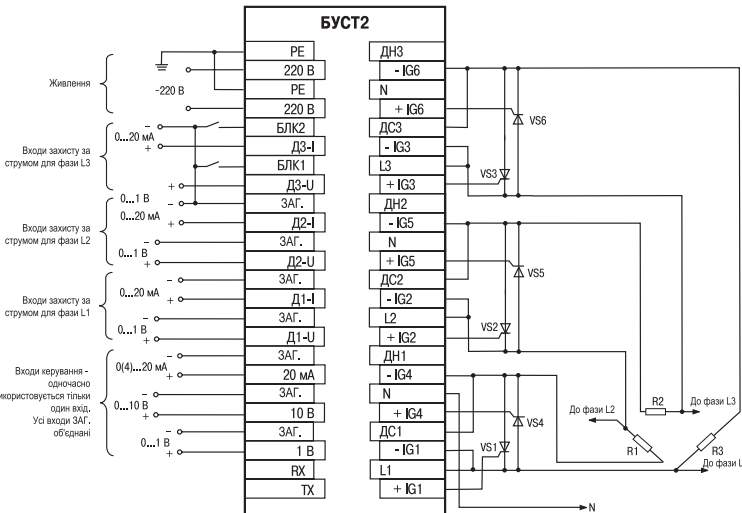 БУСТ2
Живлення
~220 В
Входи захисту за
струмом для фази L3
0...20 мА
– +
+
Входи захисту за
струмом для фази L2
0...1 В
0...20 мА
– +
0...1 В
– +
Входи захисту за
струмом для фази L1
0...20 мА
– +
0...1 В
– +
Входи керування -
одночасно
використовується тільки
один вхід.
Усі входи ЗАГ.
об'єднані
0(4)...20 мА
– +
0...10 В
– +
0...1 В
– +
PE
220 В
PE
220 В
БЛК2
Д3-I
БЛК1
Д3-U
ЗАГ.
Д2-I
ЗАГ.
Д2-U
ЗАГ.
Д1-I
ЗАГ.
Д1-U
ЗАГ.
20 мА
ЗАГ.
10 В
ЗАГ.
1 В
RX
TX
ДН3
- IG6
N
+ IG6
ДС3
- IG3
L3
+ IG3
ДН2
- IG5
N
+ IG5
ДС2
- IG2
L2
+ IG2
ДН1
- IG4
N
+ IG4
ДС1
- IG1
L1
+ IG1
VS6
VS3
VS5
VS2
VS4
VS1
R2
До фази L3
До фази L2
R1
R3
До фази L
N